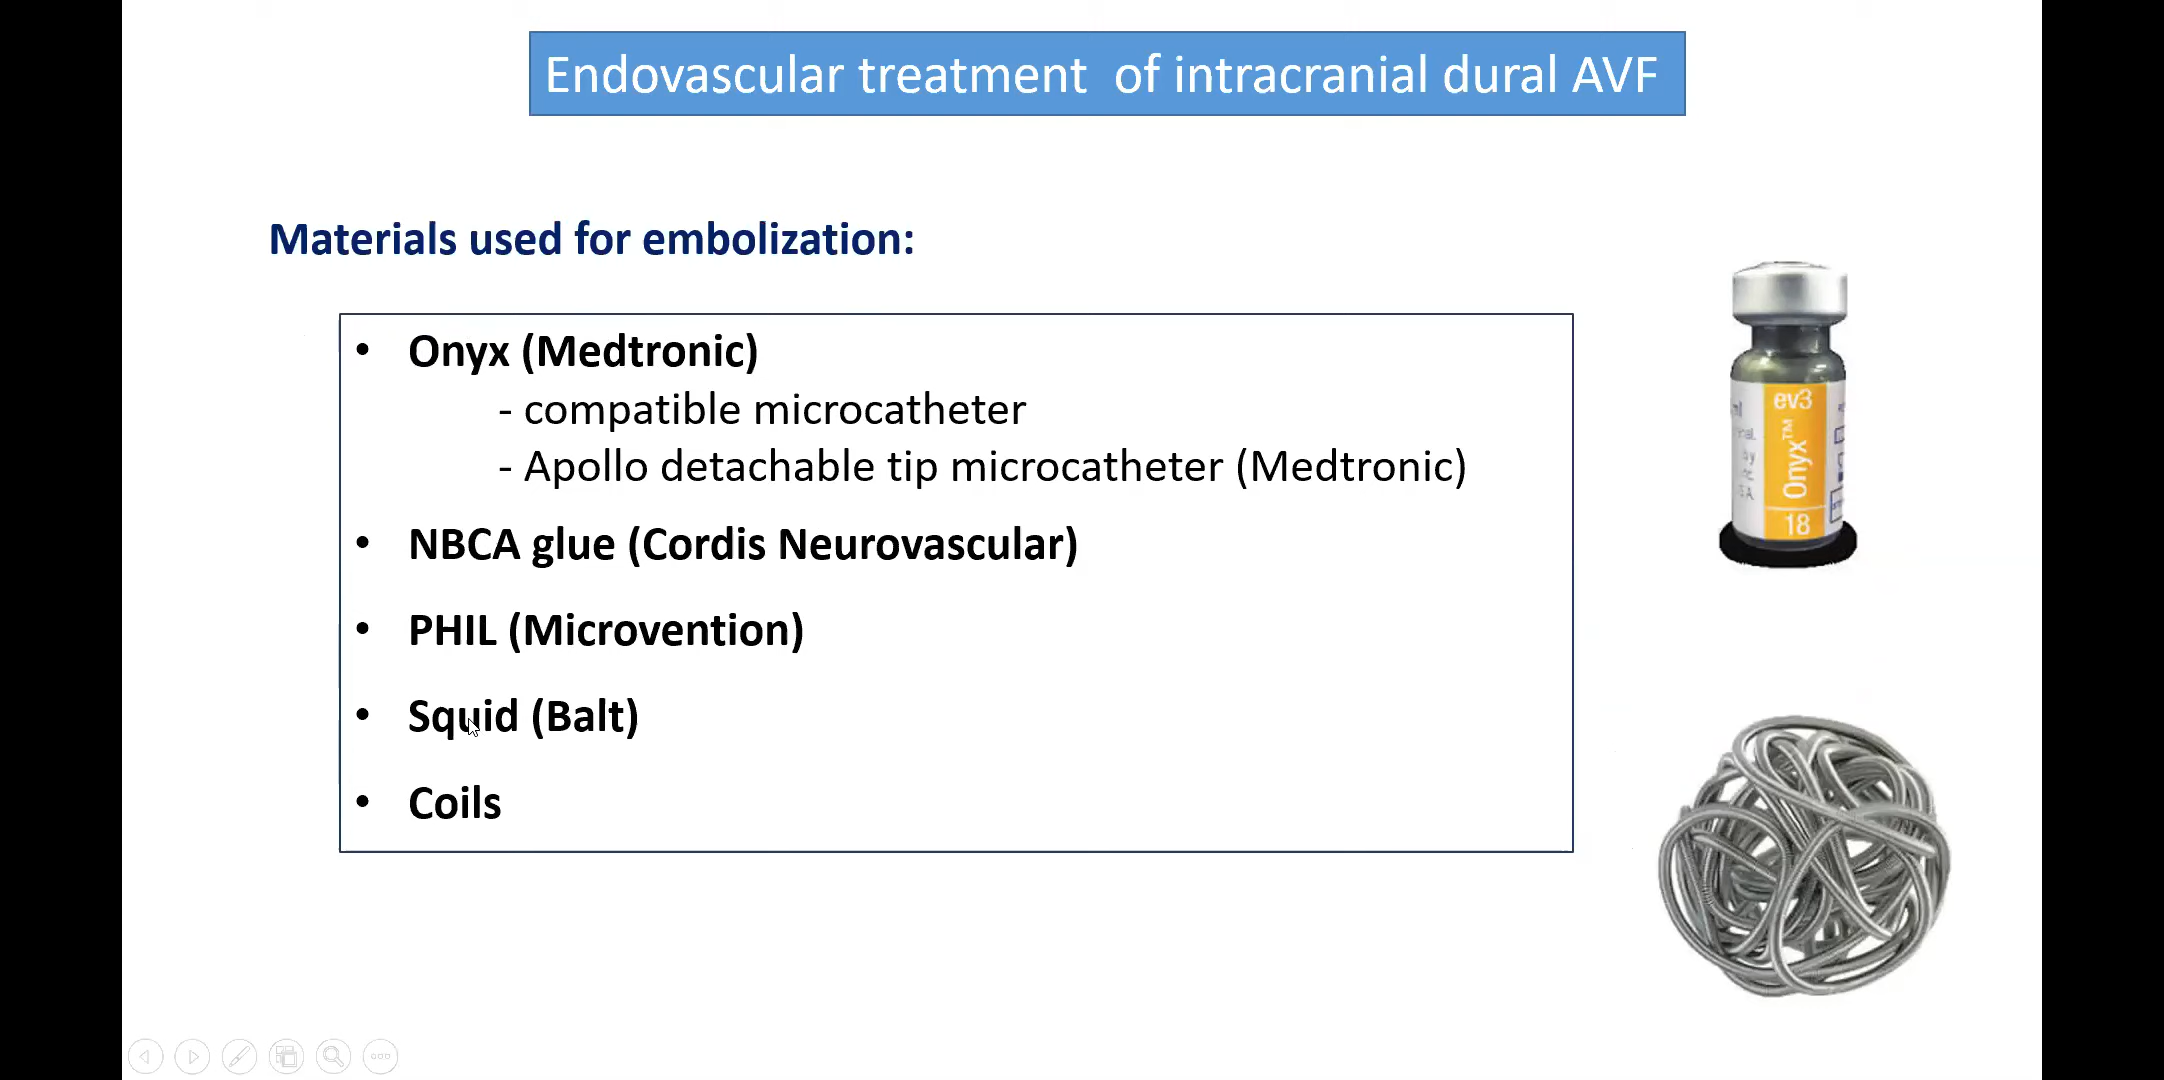 Endovascular treatment  of intracranial dural AVF
Materials used for embolization:
• Onyx (Medtronic)
- compatible microcatheter
- Apollo detachable tip microcatheter (Medtronic)
• NBCA glue (Cordis Neurovascular)
• PHIL (Microvention)
• Squid (Balt)
• Coils
ev3
Onyx™
18